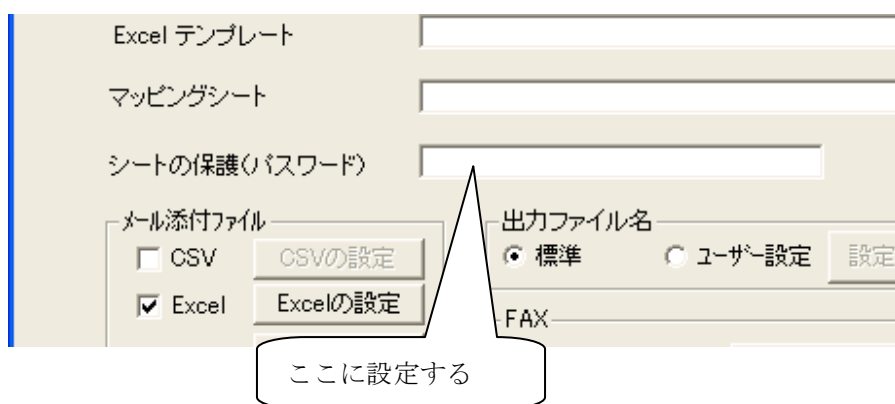 Excel テンプレート
マッピングシート
シートの保護(パスワード)
メール添付ファイル
CSV CSVの設定
Excel Excelの設定
出力ファイル名
標準 ユーザー設定 設定
FAX
ここに設定する